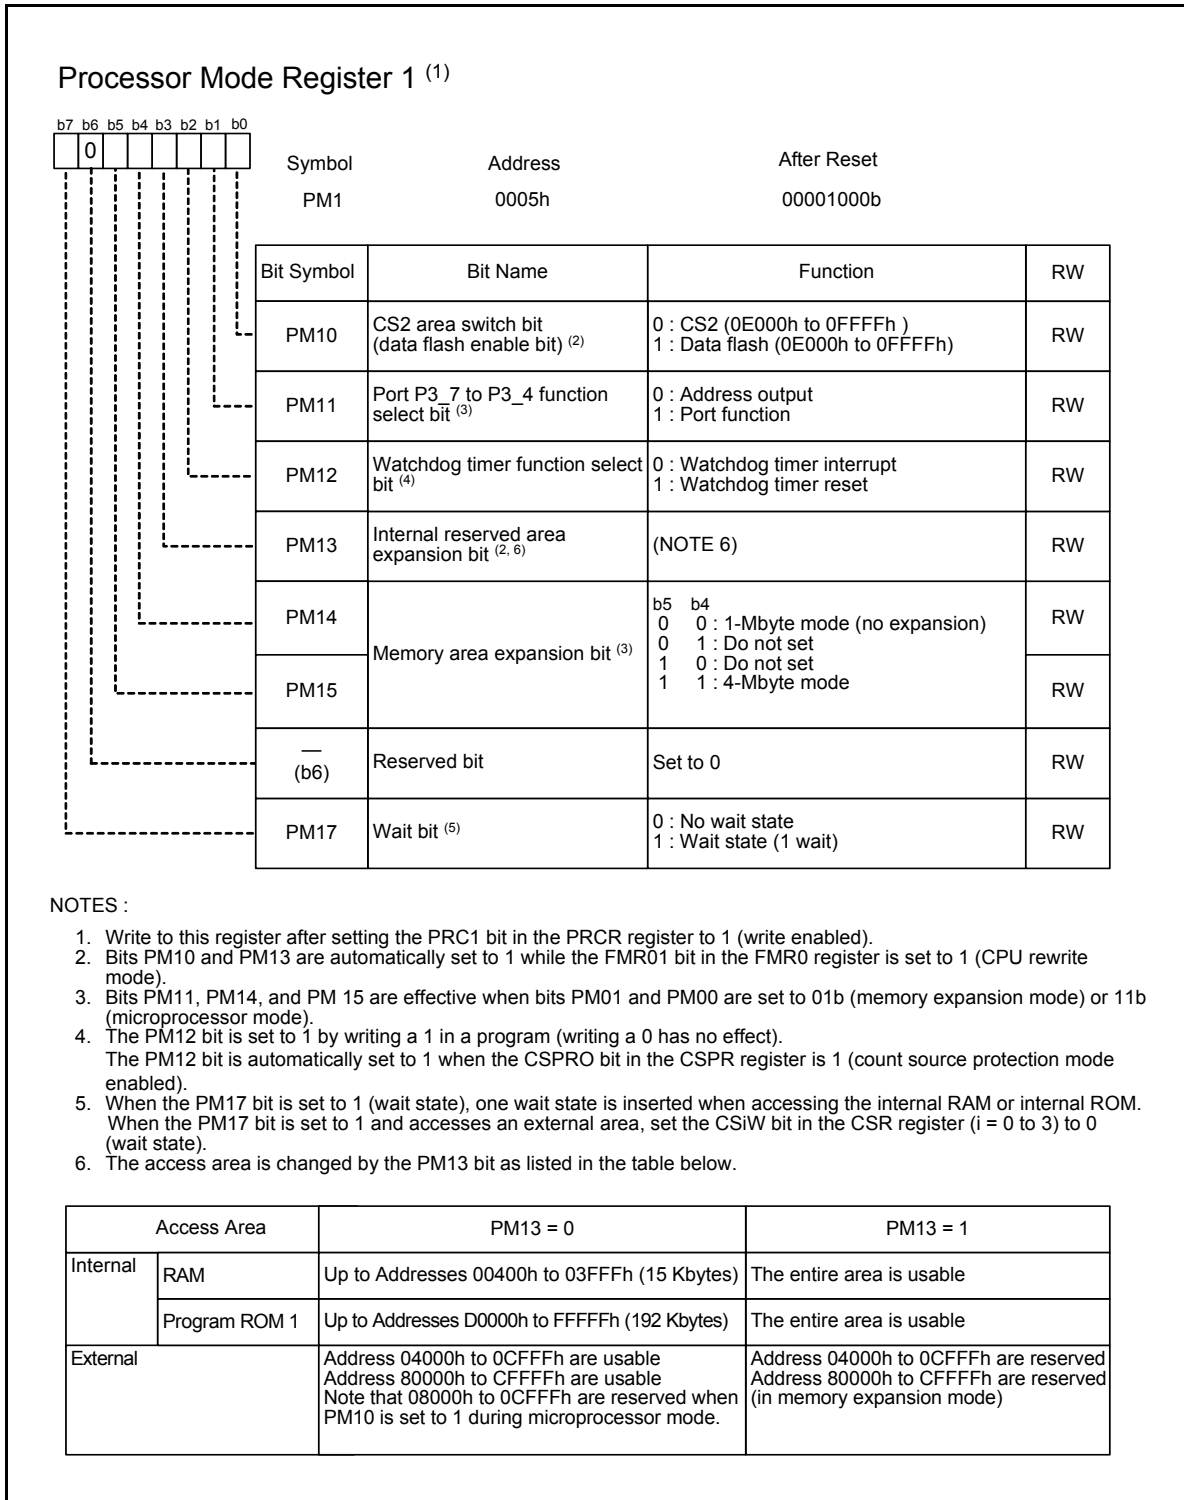 Processor Mode Register 1 (1)
b7 b6 b5 b4 b3 b2 b1 b0
0
Symbol Address After Reset
PM1 0005h 00001000b
Bit Symbol Bit Name Function RW
PM10 CS2 area switch bit (data flash enable bit) (2) 0 : CS2 (0E000h to 0FFFFh ) RW
1 : Data flash (0E000h to 0FFFFh)
PM11 Port P3_7 to P3_4 function select bit (3) 0 : Address output RW
1 : Port function
PM12 Watchdog timer function select bit (4) 0 : Watchdog timer interrupt RW
1 : Watchdog timer reset
PM13 Internal reserved area expansion bit (2, 6) (NOTE 6) RW
PM14 Memory area expansion bit (3) b5 b4 RW
0 0 : 1-Mbyte mode (no expansion)
0 1 : Do not set
1 0 : Do not set
1 1 : 4-Mbyte mode
PM15 RW
— (b6) Reserved bit Set to 0 RW
PM17 Wait bit (5) 0 : No wait state RW
1 : Wait state (1 wait)
NOTES :
1. Write to this register after setting the PRC1 bit in the PRCR register to 1 (write enabled).
2. Bits PM10 and PM13 are automatically set to 1 while the FMR01 bit in the FMR0 register is set to 1 (CPU rewrite
mode).
3. Bits PM11, PM14, and PM 15 are effective when bits PM01 and PM00 are set to 01b (memory expansion mode) or 11b
(microprocessor mode).
4. The PM12 bit is set to 1 by writing a 1 in a program (writing a 0 has no effect).
The PM12 bit is automatically set to 1 when the CSPRO bit in the CSPR register is 1 (count source protection mode
enabled).
5. When the PM17 bit is set to 1 (wait state), one wait state is inserted when accessing the internal RAM or internal ROM.
When the PM17 bit is set to 1 and accesses an external area, set the CSiW bit in the CSR register (i = 0 to 3) to 0
(wait state).
6. The access area is changed by the PM13 bit as listed in the table below.
Access Area PM13 = 0 PM13 = 1
Internal RAM Up to Addresses 00400h to 03FFFh (15 Kbytes) The entire area is usable
Program ROM 1 Up to Addresses D0000h to FFFFFh (192 Kbytes) The entire area is usable
External Address 04000h to 0CFFFh are usable Address 04000h to 0CFFFh are reserved
Address 80000h to CFFFFh are usable Address 80000h to CFFFFh are reserved
Note that 08000h to 0CFFFh are reserved when (in memory expansion mode)
PM10 is set to 1 during microprocessor mode.